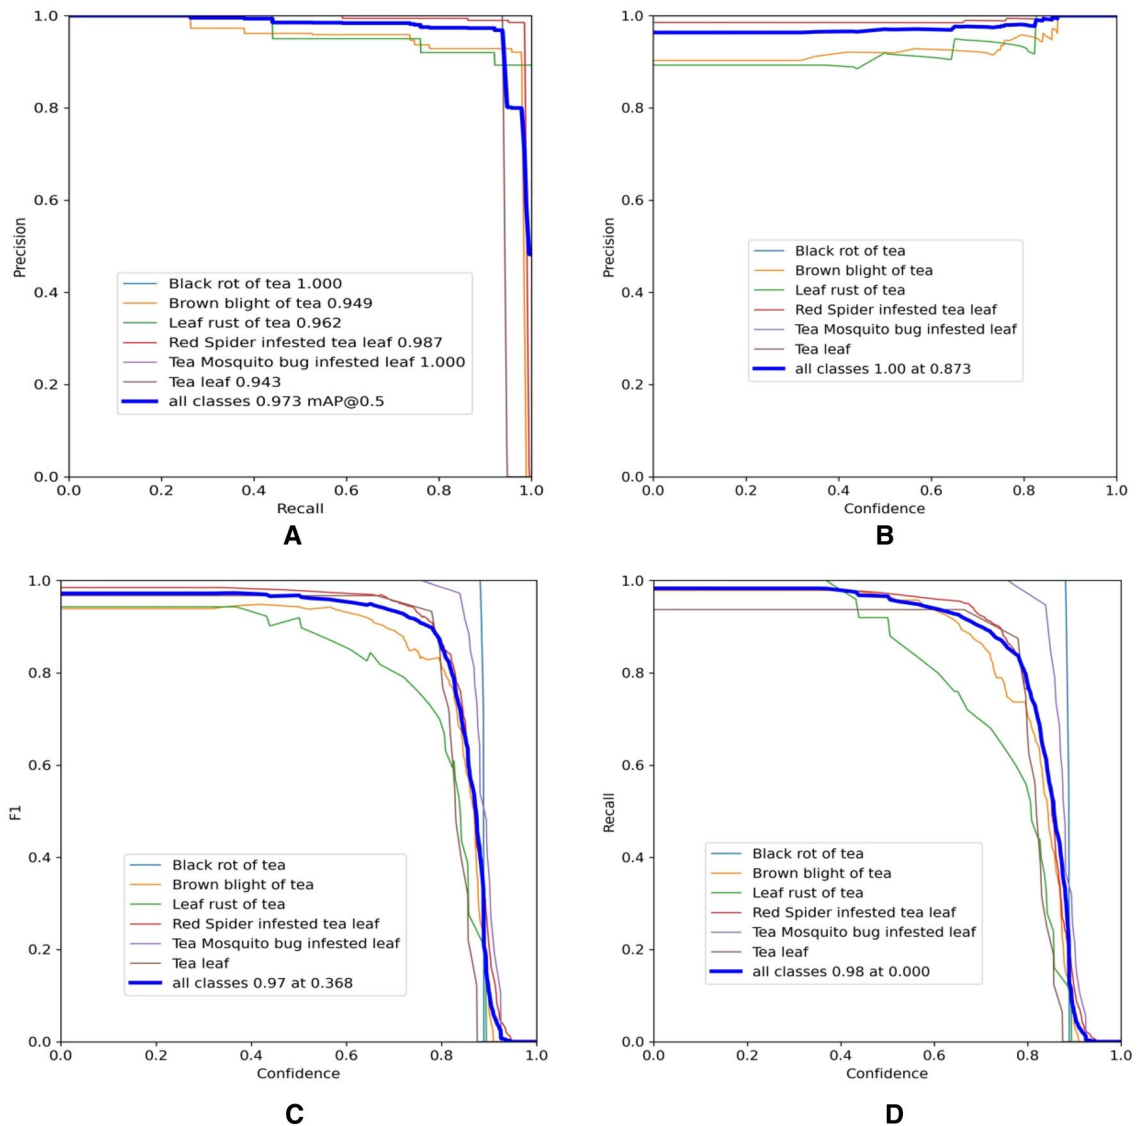 1.0
0.8
0.6
0.4
0.2
0.0
Precision
Black rot of tea 1.000
Brown blight of tea 0.949
Leaf rust of tea 0.962
Red Spider infested tea leaf 0.987
Tea Mosquito bug infested leaf 1.000
Tea leaf 0.943
all classes 0.973 mAP@0.5
0.0 0.2 0.4 0.6 0.8 1.0
Recall
A
1.0
0.8
0.6
0.4
0.2
0.0
Precision
Black rot of tea
Brown blight of tea
Leaf rust of tea
Red Spider infested tea leaf
Tea Mosquito bug infested leaf
Tea leaf
all classes 1.00 at 0.873
0.0 0.2 0.4 0.6 0.8 1.0
Confidence
B
1.0
0.8
0.6
0.4
0.2
0.0
F1
Black rot of tea
Brown blight of tea
Leaf rust of tea
Red Spider infested tea leaf
Tea Mosquito bug infested leaf
Tea leaf
all classes 0.97 at 0.368
0.0 0.2 0.4 0.6 0.8 1.0
Confidence
C
1.0
0.8
0.6
0.4
0.2
0.0
Recall
Black rot of tea
Brown blight of tea
Leaf rust of tea
Red Spider infested tea leaf
Tea Mosquito bug infested leaf
Tea leaf
all classes 0.98 at 0.000
0.0 0.2 0.4 0.6 0.8 1.0
Confidence
D